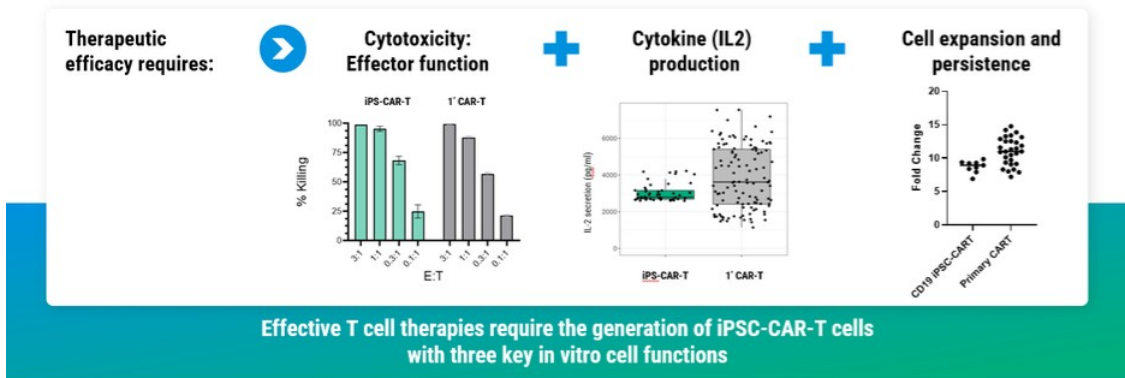 Therapeutic
efficacy requires:
Cytotoxicity:
Effector function
Cytokine (IL2)
production
Cell expansion and
persistence
iPS-CAR-T
1° CAR-T
% Killing
100
75
50
25
0
3:1
1:1
0.3:1
0.1:1
3:1
1:1
0.3:1
0.1:1
E:T
IL-2 secretion (pg/ml)
6000
4000
2000
0
iPS-CAR-T
1° CAR-T
Fold Change
20
15
10
5
0
CD19 iPSC-CART
Primary CART
Effective T cell therapies require the generation of iPSC-CAR-T cells
with three key in vitro cell functions